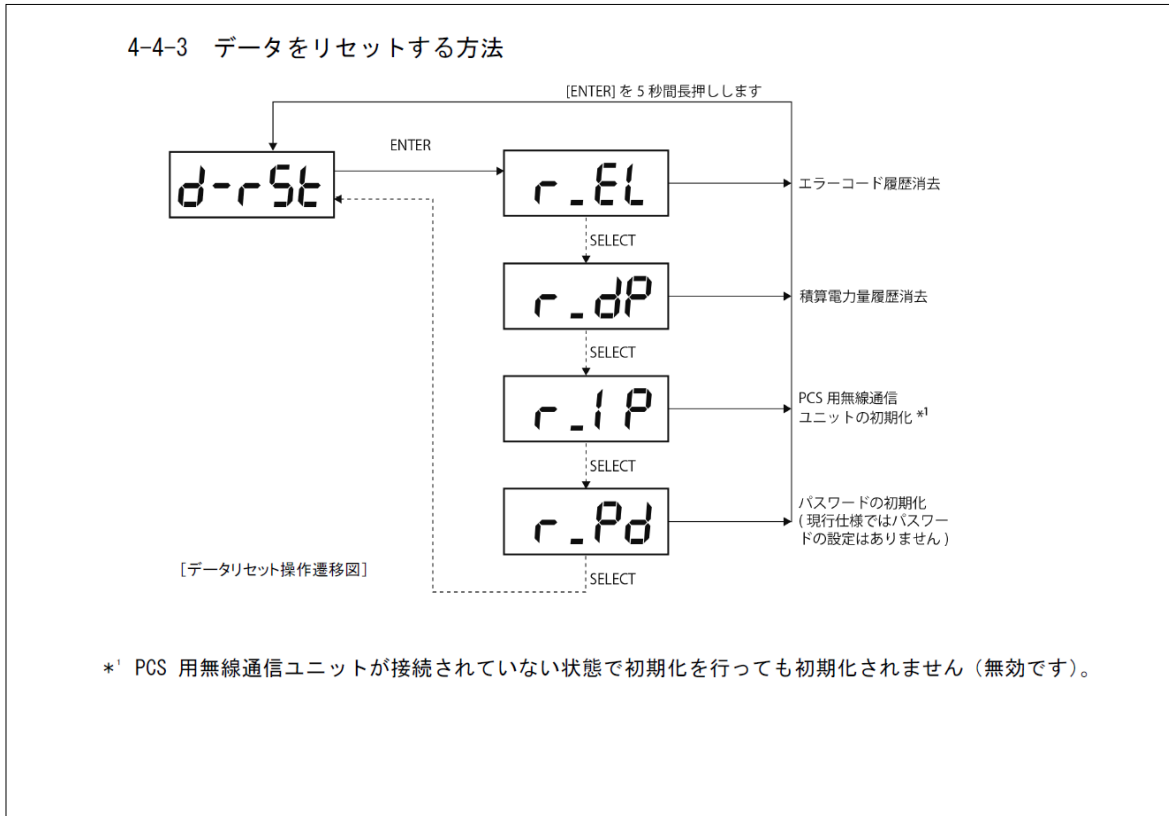 4-4-3 データをリセットする方法
[ENTER] を 5 秒間長押しします
ENTER
d-rSt
r_EL
エラーコード履歴消去
SELECT
r_dP
積算電力量履歴消去
SELECT
r_IP
PCS 用無線通信
ユニットの初期化 *1
SELECT
r_Pd
パスワードの初期化
( 現行仕様ではパスワー
ドの設定はありません )
SELECT
[データリセット操作遷移図]
*1 PCS 用無線通信ユニットが接続されていない状態で初期化を行っても初期化されません（無効です）。